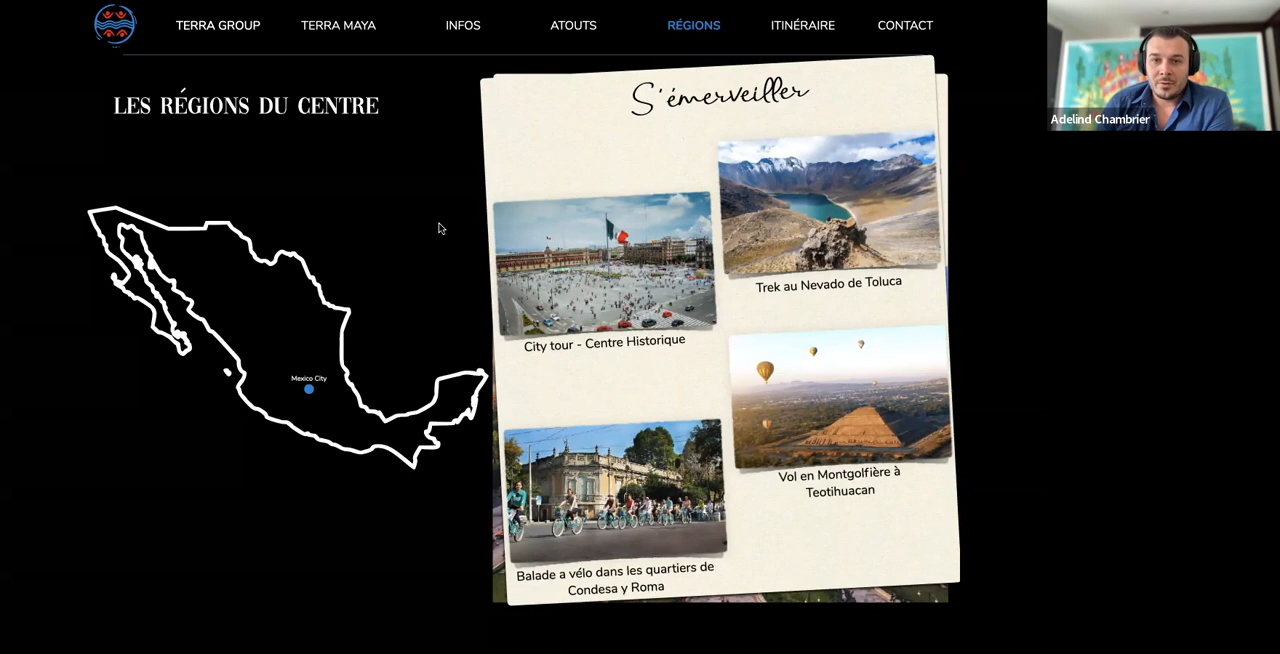 TERRA GROUP
TERRA MAYA
INFOS
ATOUTS
RÉGIONS
ITINÉRAIRE
CONTACT
Adelind Chambrier
LES RÉGIONS DU CENTRE
S'émerveiller
Trek au Nevado de Toluca
City tour - Centre Historique
Mexico City
Vol en Montgolfière à
Teotihuacan
Balade a vélo dans les quartiers de
Condesa y Roma